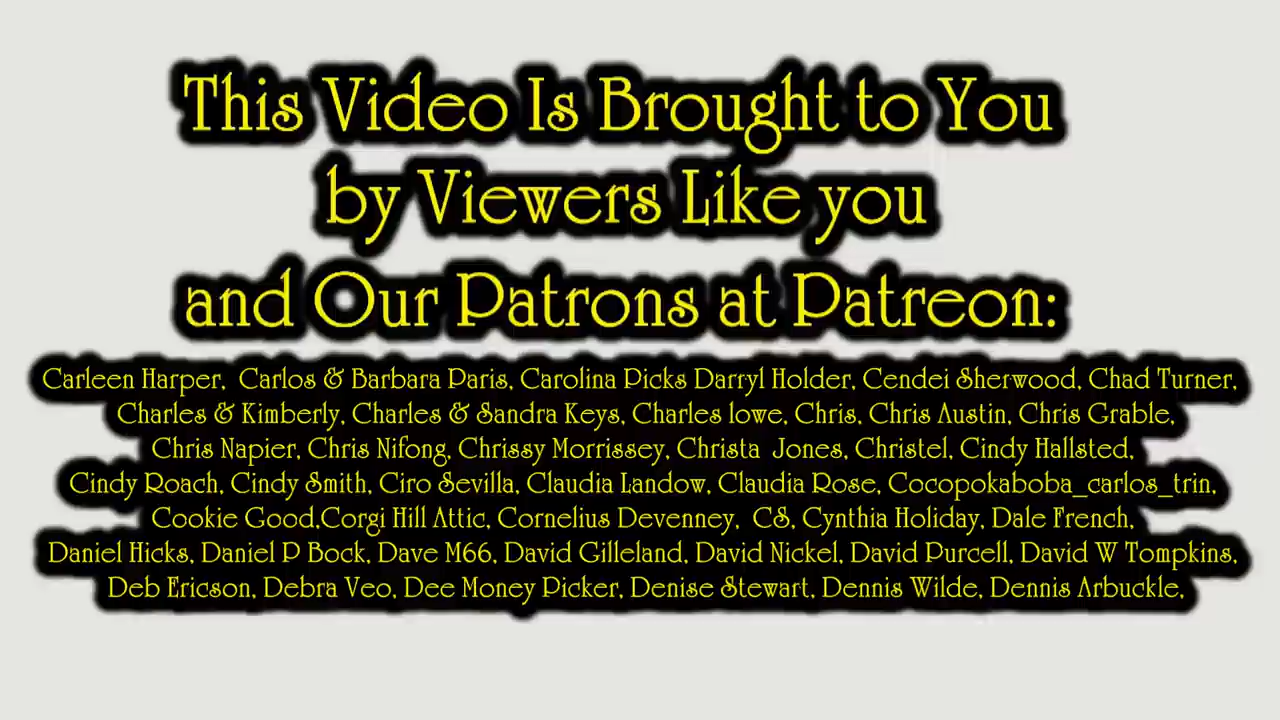 This Video Is Brought to You
by Viewers Like you
and Our Patrons at Patreon:
Carleen Harper, Carlos & Barbara Paris, Carolina Picks Darryl Holder, Cendei Sherwood, Chad Turner,
Charles & Kimberly, Charles & Sandra Keys, Charles lowe, Chris, Chris Austin, Chris Grable,
Chris Napier, Chris Nifong, Chrissy Morrissey, Christa Jones, Christel, Cindy Hallsted,
Cindy Roach, Cindy Smith, Ciro Sevilla, Claudia Landow, Claudia Rose, Cocopokaboba_carlos_trin,
Cookie Good,Corgi Hill Attic, Cornelius Devenney, CS, Cynthia Holiday, Dale French,
Daniel Hicks, Daniel P Bock, Dave M66, David Gilleland, David Nickel, David Purcell, David W Tompkins,
Deb Ericson, Debra Veo, Dee Money Picker, Denise Stewart, Dennis Wilde, Dennis Arbuckle,